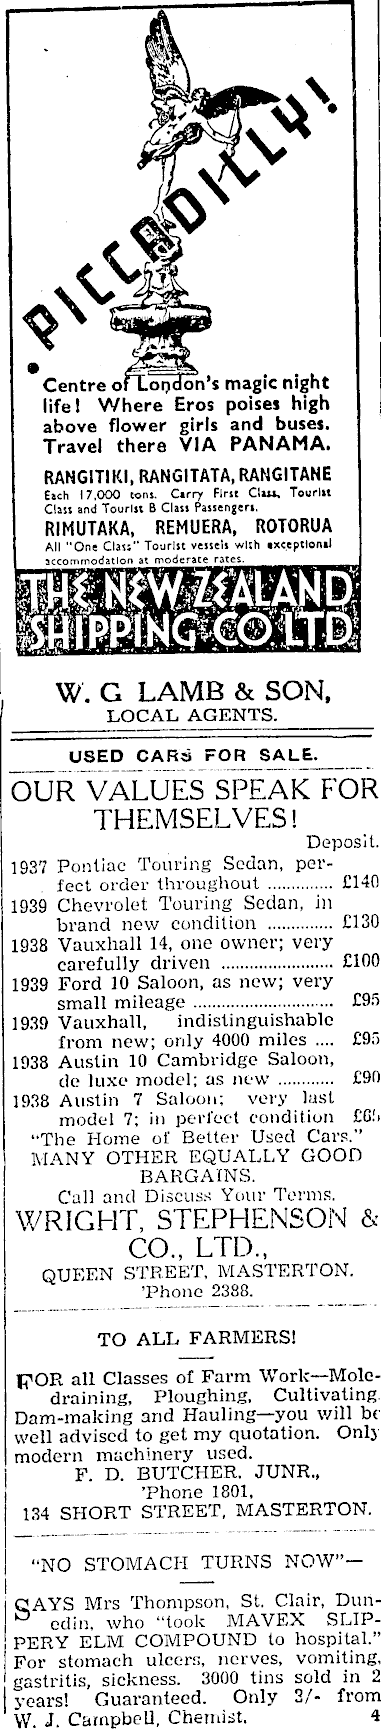 PICCADILLY!
Centre of London's magic night
life! Where Eros poises high
above flower girls and buses.
Travel there VIA PANAMA.
RANGITIKI, RANGITATA, RANGITANE
Each 17,000 tons. Carry First Class, Tourist
Class and Tourist B Class Passengers.
RIMUTAKA, REMUERA, ROTORUA
All "One Class" Tourist vessels with exceptional
accommodation at moderate rates.
THE NEW ZEALAND
SHIPPING CO LTD
W. G LAMB & SON,
LOCAL AGENTS.
USED CARS FOR SALE.
OUR VALUES SPEAK FOR
THEMSELVES!
Deposit.
1937 Pontiac Touring Sedan, per-
fect order throughout ............. £140
1939 Chevrolet Touring Sedan, in
brand new condition ............. £130
1938 Vauxhall 14, one owner; very
carefully driven ...................... £100
1939 Ford 10 Saloon, as new; very
small mileage ............................ £95
1939 Vauxhall, indistinguishable
from new; only 4000 miles .... £95
1938 Austin 10 Cambridge Saloon,
de luxe model; as new ........... £90
1938 Austin 7 Saloon; very last
model 7; in perfect condition
"The Home of Better Used Cars."
MANY OTHER EQUALLY GOOD
BARGAINS.
Call and Discuss Your Terms.
WRIGHT, STEPHENSON &
CO., LTD.,
QUEEN STREET, MASTERTON.
'Phone 2388.
TO ALL FARMERS!
FOR all Classes of Farm Work—Mole-
draining, Ploughing, Cultivating,
Dam-making and Hauling—you will be
well advised to get my quotation. Only
modern machinery used.
F. D. BUTCHER, JUNR.,
'Phone 1801,
134 SHORT STREET, MASTERTON.
"NO STOMACH TURNS NOW"—
SAYS Mrs Thompson, St. Clair, Dun-
edin, who "took MAVEX SLIP-
PERY ELM COMPOUND to hospital."
For stomach ulcers, nerves, vomiting,
gastritis, sickness. 3000 tins sold in 2
years! Guaranteed. Only 3/- from
W. J. Campbell, Chemist. 4